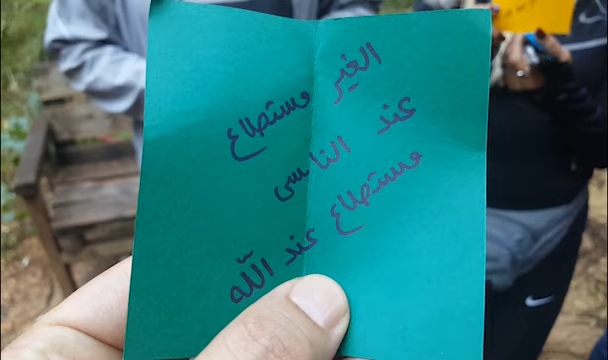 الغير مستطاع
عند الناس
مستطاع عند الله